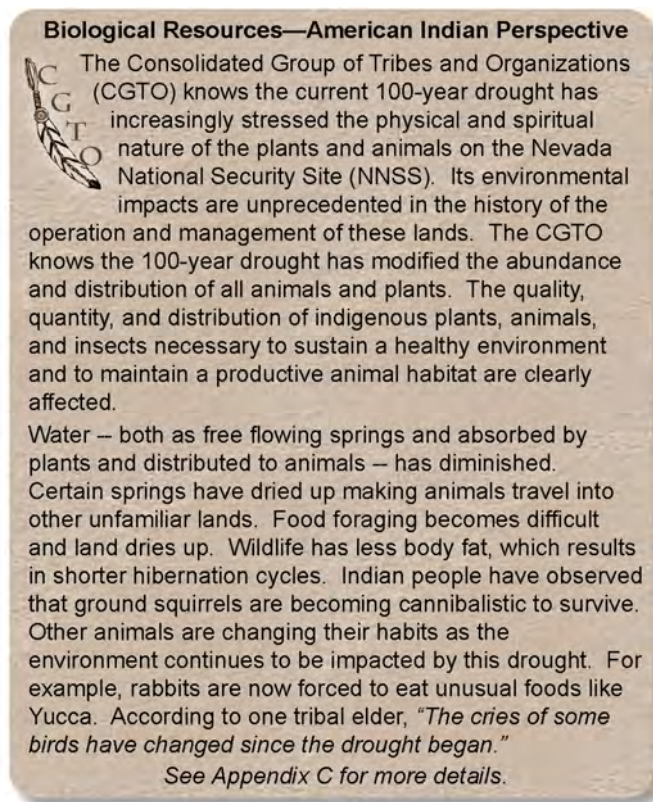 Biological Resources—American Indian Perspective
CGTO
The Consolidated Group of Tribes and Organizations
(CGTO) knows the current 100-year drought has
increasingly stressed the physical and spiritual
nature of the plants and animals on the Nevada
National Security Site (NNSS).  Its environmental
impacts are unprecedented in the history of the
operation and management of these lands.  The CGTO
knows the 100-year drought has modified the abundance
and distribution of all animals and plants.  The quality,
quantity, and distribution of indigenous plants, animals,
and insects necessary to sustain a healthy environment
and to maintain a productive animal habitat are clearly
affected.
Water – both as free flowing springs and absorbed by
plants and distributed to animals – has diminished.
Certain springs have dried up making animals travel into
other unfamiliar lands.  Food foraging becomes difficult
and land dries up.  Wildlife has less body fat, which results
in shorter hibernation cycles.  Indian people have observed
that ground squirrels are becoming cannibalistic to survive.
Other animals are changing their habits as the
environment continues to be impacted by this drought.  For
example, rabbits are now forced to eat unusual foods like
Yucca.  According to one tribal elder, “The cries of some
birds have changed since the drought began.”
See Appendix C for more details.